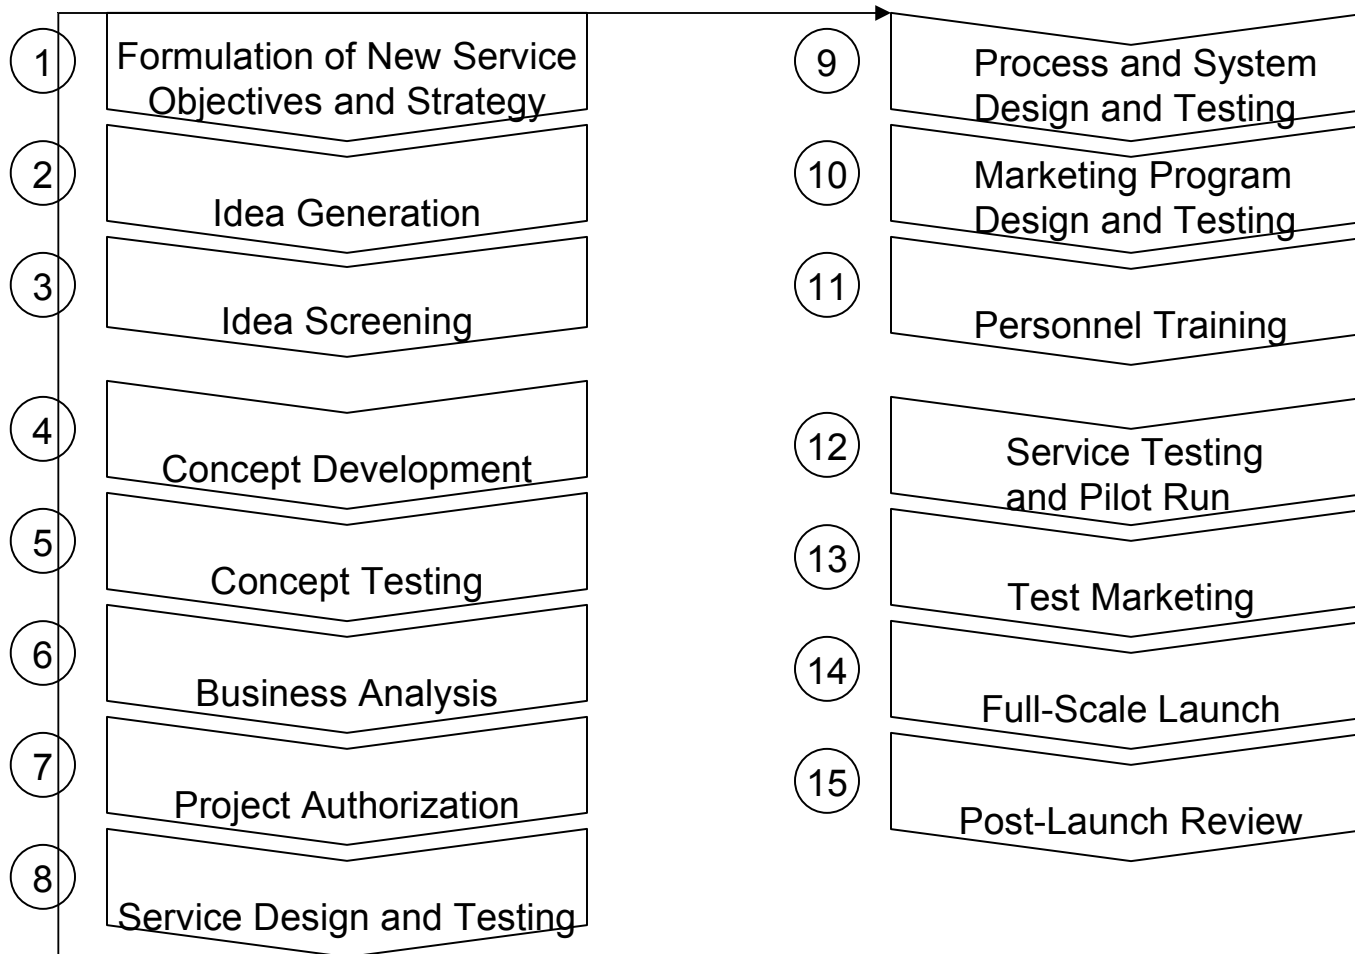 1
Formulation of New Service
Objectives and Strategy
2
Idea Generation
3
Idea Screening
4
Concept Development
5
Concept Testing
6
Business Analysis
7
Project Authorization
8
Service Design and Testing
9
Process and System
Design and Testing
10
Marketing Program
Design and Testing
11
Personnel Training
12
Service Testing
and Pilot Run
13
Test Marketing
14
Full-Scale Launch
15
Post-Launch Review